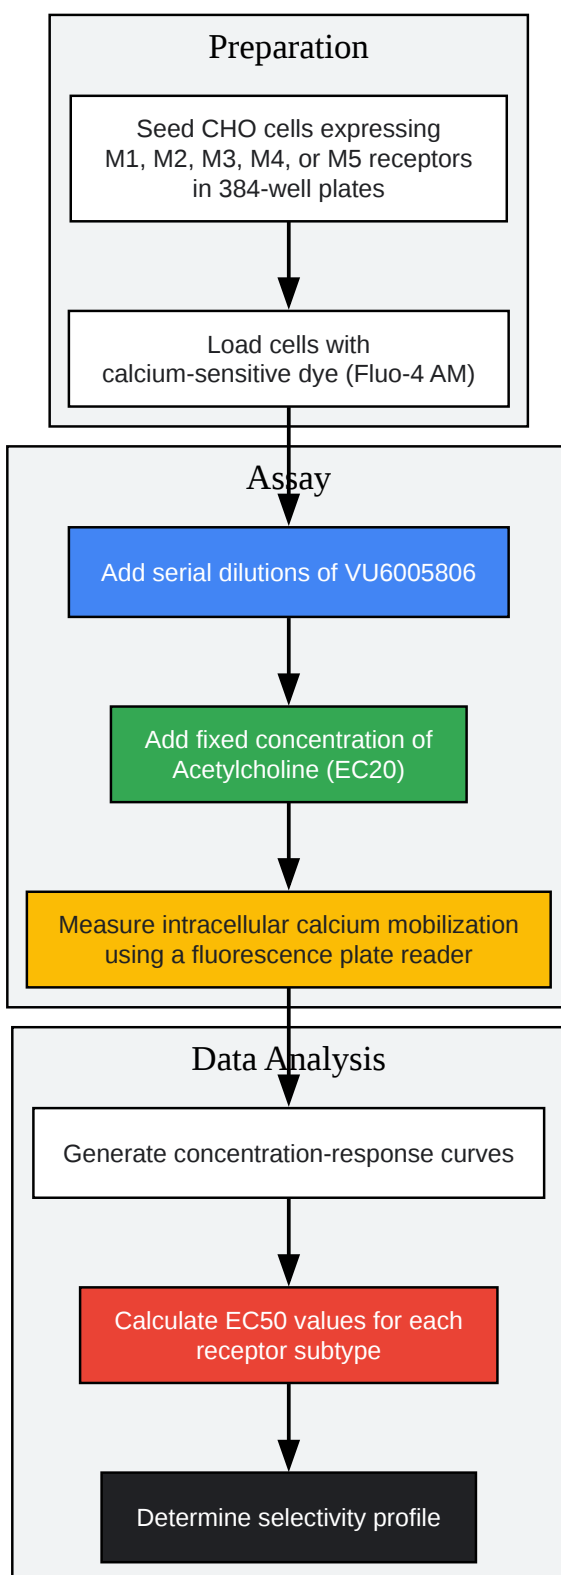 Preparation
Seed CHO cells expressing
M1, M2, M3, M4, or M5 receptors
in 384-well plates
Load cells with
calcium-sensitive dye (Fluo-4 AM)
Assay
Add serial dilutions of VU6005806
Add fixed concentration of
Acetylcholine (EC20)
Measure intracellular calcium mobilization
using a fluorescence plate reader
Data Analysis
Generate concentration-response curves
Calculate EC50 values for each
receptor subtype
Determine selectivity profile